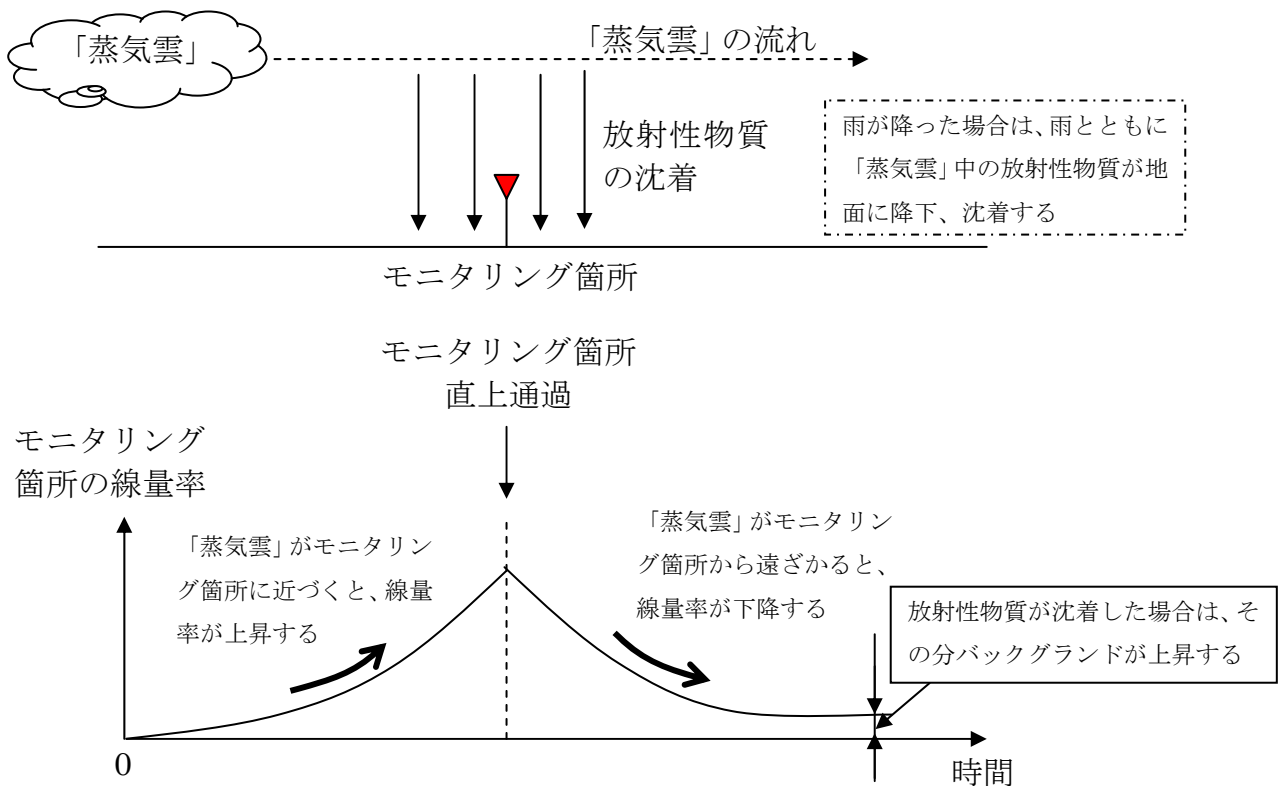 「蒸気雲」
「蒸気雲」の流れ
放射性物質
の沈着
雨が降った場合は、雨とともに
「蒸気雲」中の放射性物質が地
面に降下、沈着する
モニタリング箇所
モニタリング箇所
直上通過
モニタリング
箇所の線量率
「蒸気雲」がモニタリン
グ箇所に近づくと、線量
率が上昇する
「蒸気雲」がモニタリン
グ箇所から遠ざかると、
線量率が下降する
放射性物質が沈着した場合は、そ
の分バックグランドが上昇する
0
時間